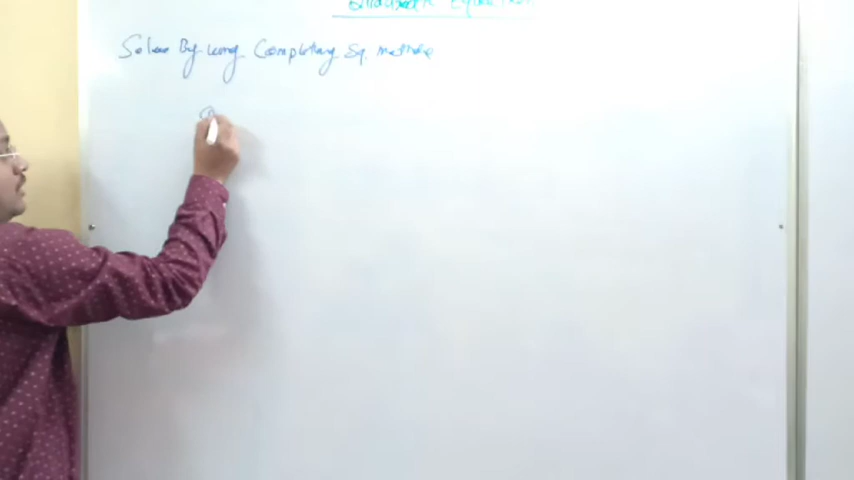 Quadratic Equation
Solve By using Completing Sq. method